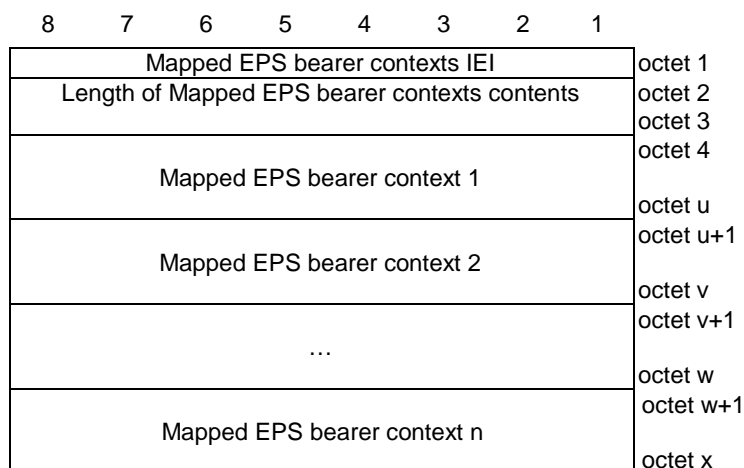 8 7 6 5 4 3 2 1
Mapped EPS bearer contexts IEI octet 1
Length of Mapped EPS bearer contexts contents octet 2
octet 3
octet 4
Mapped EPS bearer context 1
octet u
octet u+1
Mapped EPS bearer context 2
octet v
octet v+1
…
octet w
octet w+1
Mapped EPS bearer context n
octet x